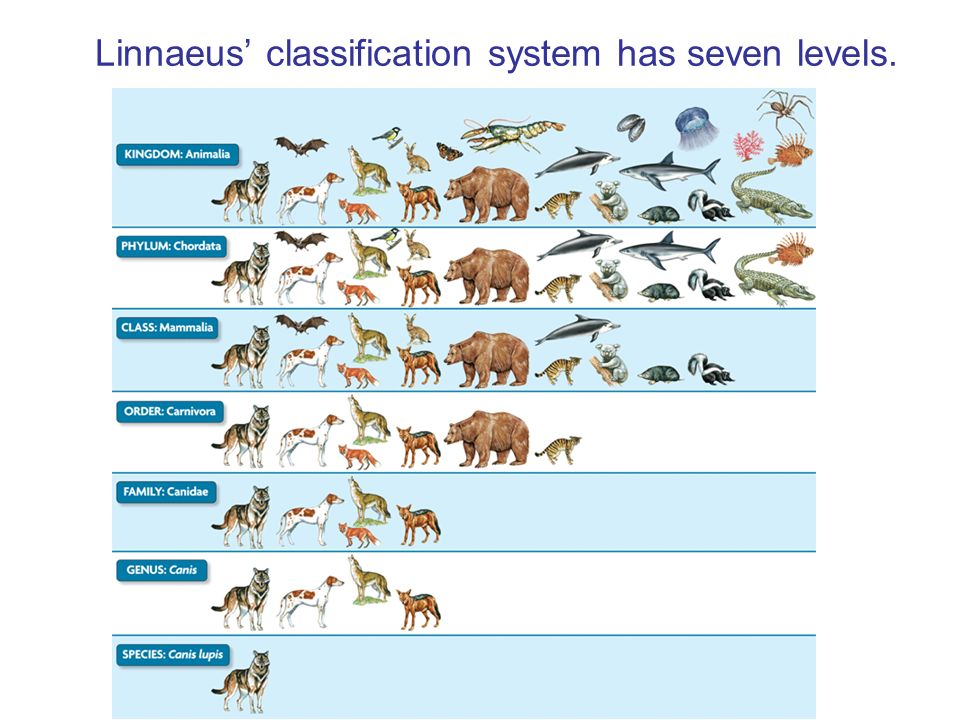 Linnaeus’ classification system has seven levels.
KINGDOM: Animalia
PHYLUM: Chordata
CLASS: Mammalia
ORDER: Carnivora
FAMILY: Canidae
GENUS: Canis
SPECIES: Canis lupis